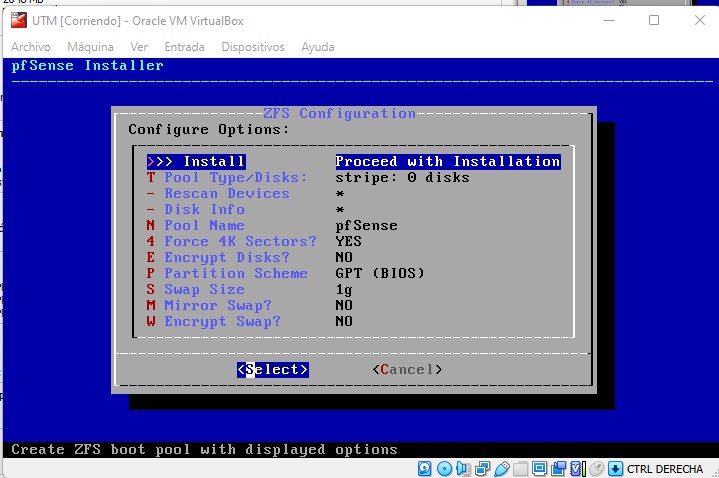 UTM [Corriendo] - Oracle VM VirtualBox
Archivo Máquina Ver Entrada Dispositivos Ayuda
pfSense Installer
ZFS Configuration
Configure Options:
>>> Install Proceed with Installation
T Pool Type/Disks: stripe: 0 disks
- Rescan Devices *
- Disk Info *
N Pool Name pfSense
4 Force 4K Sectors? YES
E Encrypt Disks? NO
P Partition Scheme GPT (BIOS)
S Swap Size 1g
M Mirror Swap? NO
W Encrypt Swap? NO
<Select> <Cancel>
Create ZFS boot pool with displayed options
CTRL DERECHA